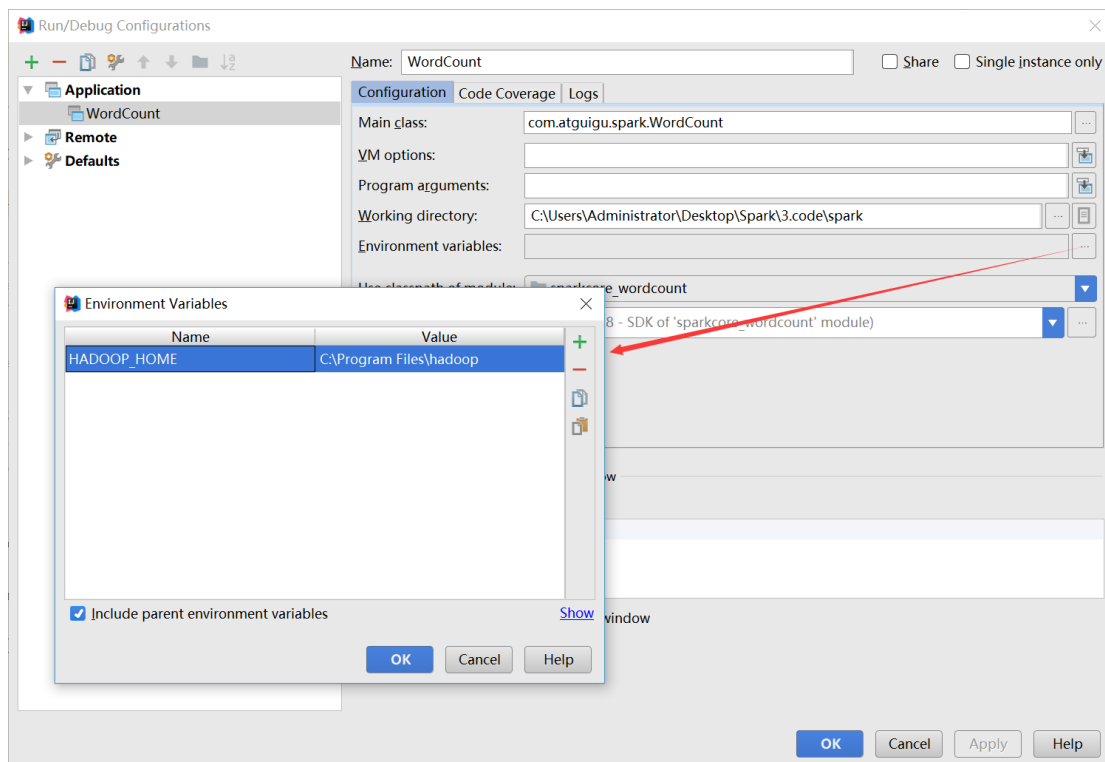 Run/Debug Configurations
Name: WordCount
Share
Single instance only
Application
WordCount
Remote
Defaults
Configuration
Code Coverage
Logs
Main class: com.atguigu.spark.WordCount
VM options:
Program arguments:
Working directory: C:\Users\Administrator\Desktop\Spark\3.code\spark
Environment variables:
sparkcore_wordcount
8 - SDK of 'sparkcore_wordcount' module)
Environment Variables
Name Value
HADOOP_HOME C:\Program Files\hadoop
Include parent environment variables
Show
window
OK Cancel Help
OK Cancel Apply Help